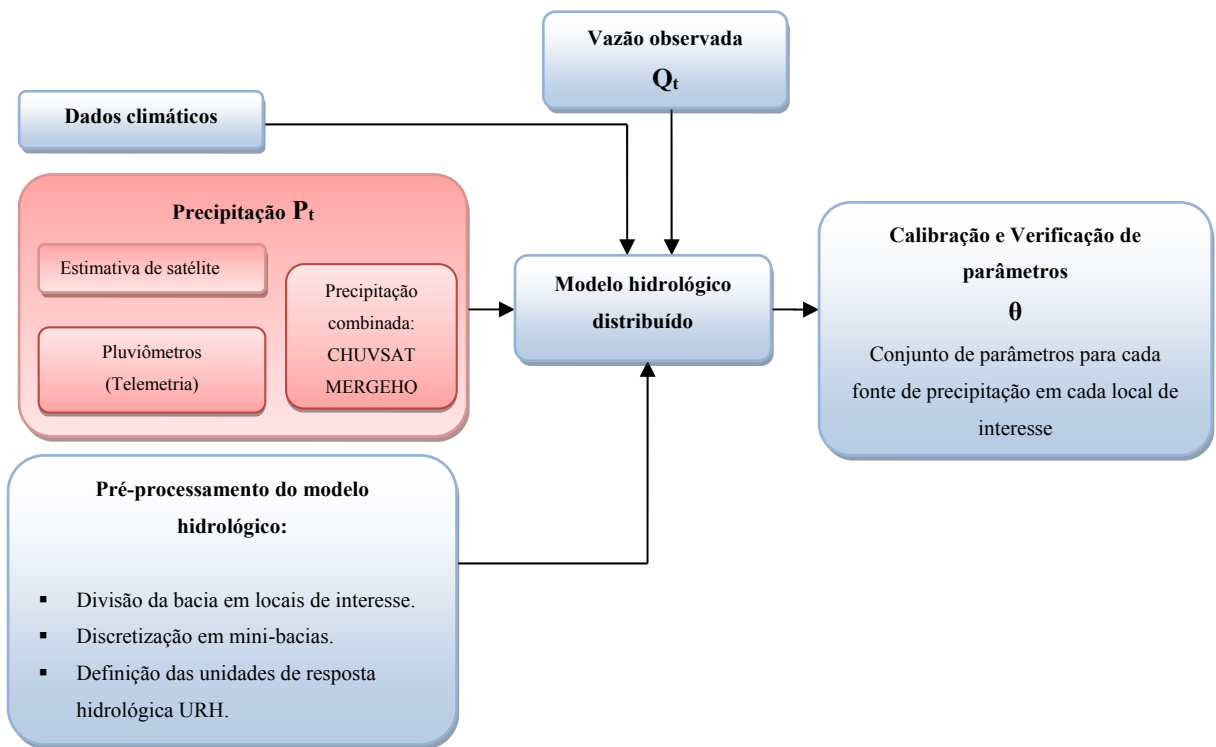 Vazão observada
Qt
Dados climáticos
Precipitação Pt
Estimativa de satélite
Pluviômetros
(Telemetria)
Precipitação
combinada:
CHUVSAT
MERGEHO
Modelo hidrológico
distribuído
Calibração e Verificação de
parâmetros
θ
Conjunto de parâmetros para cada
fonte de precipitação em cada local de
interesse
Pré-processamento do modelo
hidrológico:
▪ Divisão da bacia em locais de interesse.
▪ Discretização em mini-bacias.
▪ Definição das unidades de resposta
hidrológica URH.